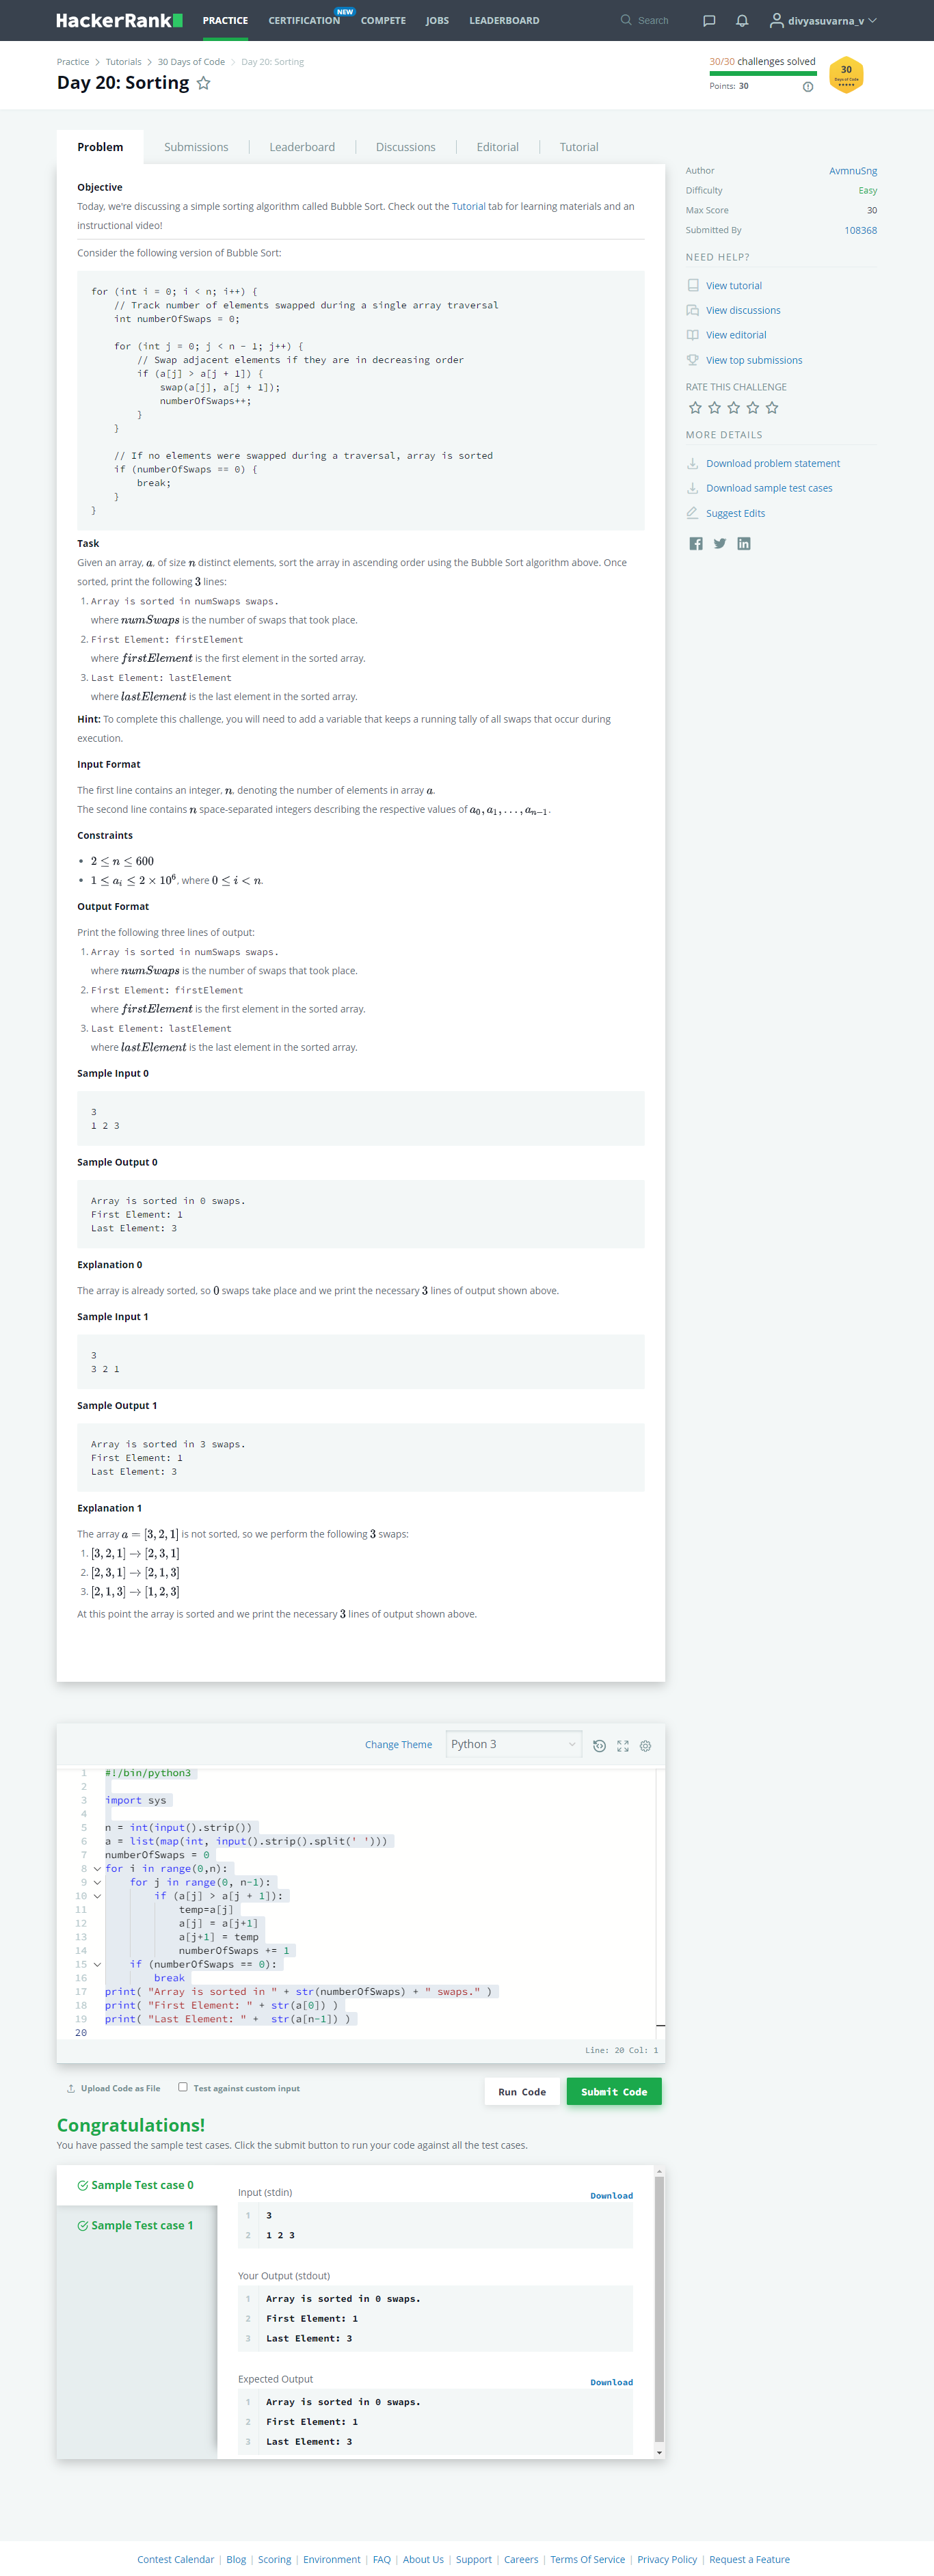 HackerRank
PRACTICE
CERTIFICATION
NEW
COMPETE
JOBS
LEADERBOARD
Search
divyasuvarna_v
Practice > Tutorials > 30 Days of Code > Day 20: Sorting
Day 20: Sorting
30/30 challenges solved
Points: 30
30
Days of Code
Problem
Submissions
Leaderboard
Discussions
Editorial
Tutorial
Objective
Today, we're discussing a simple sorting algorithm called Bubble Sort. Check out the Tutorial tab for learning materials and an
instructional video!
Consider the following version of Bubble Sort:
for (int i = 0; i < n; i++) {
    // Track number of elements swapped during a single array traversal
    int numberOfSwaps = 0;
    for (int j = 0; j < n - 1; j++) {
        // Swap adjacent elements if they are in decreasing order
        if (a[j] > a[j + 1]) {
            swap(a[j], a[j + 1]);
            numberOfSwaps++;
        }
    }
    // If no elements were swapped during a traversal, array is sorted
    if (numberOfSwaps == 0) {
        break;
    }
}
Task
Given an array, a, of size n distinct elements, sort the array in ascending order using the Bubble Sort algorithm above. Once
sorted, print the following 3 lines:
1. Array is sorted in numSwaps swaps.
where numSwaps is the number of swaps that took place.
2. First Element: firstElement
where firstElement is the first element in the sorted array.
3. Last Element: lastElement
where lastElement is the last element in the sorted array.
Hint: To complete this challenge, you will need to add a variable that keeps a running tally of all swaps that occur during
execution.
Input Format
The first line contains an integer, n, denoting the number of elements in array a.
The second line contains n space-separated integers describing the respective values of a₀, a₁, . . . , aₙ₋₁.
Constraints
• 2 ≤ n ≤ 600
• 1 ≤ aᵢ ≤ 2 × 10⁶, where 0 ≤ i < n.
Output Format
Print the following three lines of output:
1. Array is sorted in numSwaps swaps.
where numSwaps is the number of swaps that took place.
2. First Element: firstElement
where firstElement is the first element in the sorted array.
3. Last Element: lastElement
where lastElement is the last element in the sorted array.
Sample Input 0
3
1 2 3
Sample Output 0
Array is sorted in 0 swaps.
First Element: 1
Last Element: 3
Explanation 0
The array is already sorted, so 0 swaps take place and we print the necessary 3 lines of output shown above.
Sample Input 1
3
3 2 1
Sample Output 1
Array is sorted in 3 swaps.
First Element: 1
Last Element: 3
Explanation 1
The array a = [3, 2, 1] is not sorted, so we perform the following 3 swaps:
1. [3, 2, 1] → [2, 3, 1]
2. [2, 3, 1] → [2, 1, 3]
3. [2, 1, 3] → [1, 2, 3]
At this point the array is sorted and we print the necessary 3 lines of output shown above.
Author AvmnuSng
Difficulty Easy
Max Score 30
Submitted By 108368
NEED HELP?
View tutorial
View discussions
View editorial
View top submissions
RATE THIS CHALLENGE
MORE DETAILS
Download problem statement
Download sample test cases
Suggest Edits
Change Theme
Python 3
1 #!/bin/python3
2
3 import sys
4
5 n = int(input().strip())
6 a = list(map(int, input().strip().split(' ')))
7 numberOfSwaps = 0
8 for i in range(0,n):
9     for j in range(0, n-1):
10         if (a[j] > a[j + 1]):
11             temp=a[j]
12             a[j] = a[j+1]
13             a[j+1] = temp
14             numberOfSwaps += 1
15     if (numberOfSwaps == 0):
16         break
17 print( "Array is sorted in " + str(numberOfSwaps) + " swaps." )
18 print( "First Element: " + str(a[0]) )
19 print( "Last Element: " +  str(a[n-1]) )
20
Line: 20 Col: 1
Upload Code as File
Test against custom input
Run Code
Submit Code
Congratulations!
You have passed the sample test cases. Click the submit button to run your code against all the test cases.
Sample Test case 0
Sample Test case 1
Input (stdin)
Download
1 3
2 1 2 3
Your Output (stdout)
1 Array is sorted in 0 swaps.
2 First Element: 1
3 Last Element: 3
Expected Output
Download
1 Array is sorted in 0 swaps.
2 First Element: 1
3 Last Element: 3
Contest Calendar | Blog | Scoring | Environment | FAQ | About Us | Support | Careers | Terms Of Service | Privacy Policy | Request a Feature